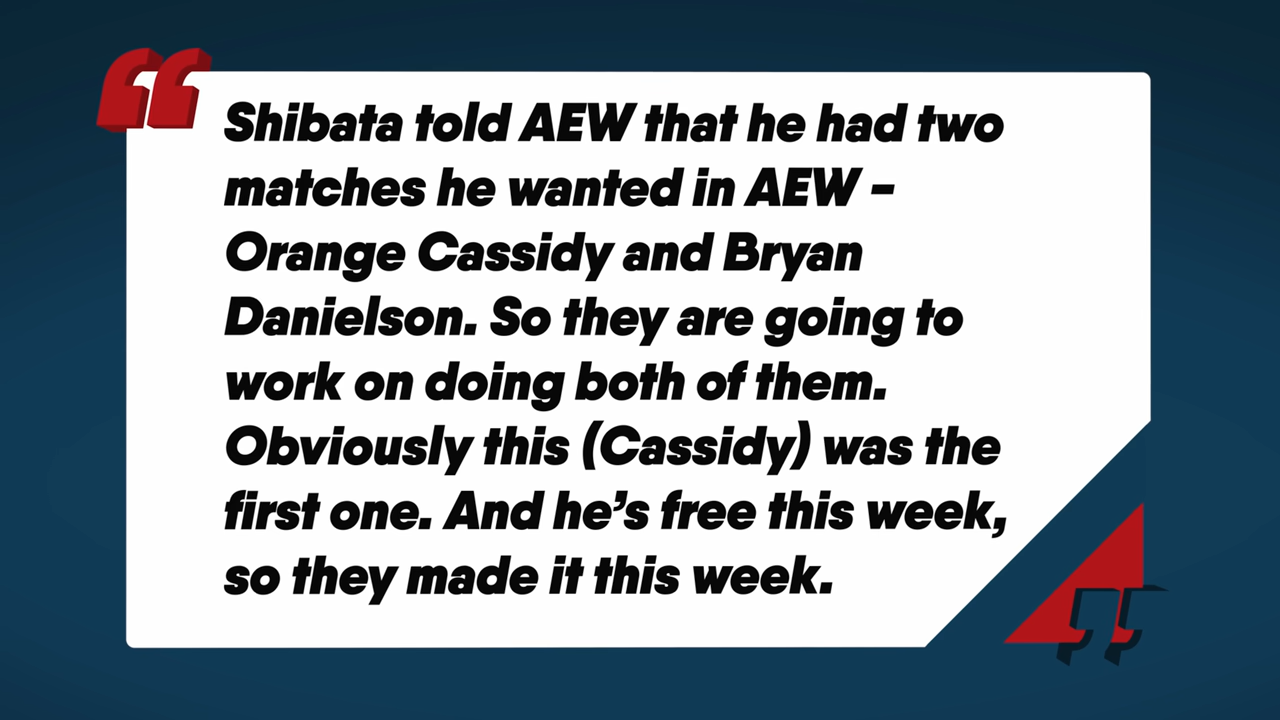 Shibata told AEW that he had two
matches he wanted in AEW –
Orange Cassidy and Bryan
Danielson. So they are going to
work on doing both of them.
Obviously this (Cassidy) was the
first one. And he’s free this week,
so they made it this week.